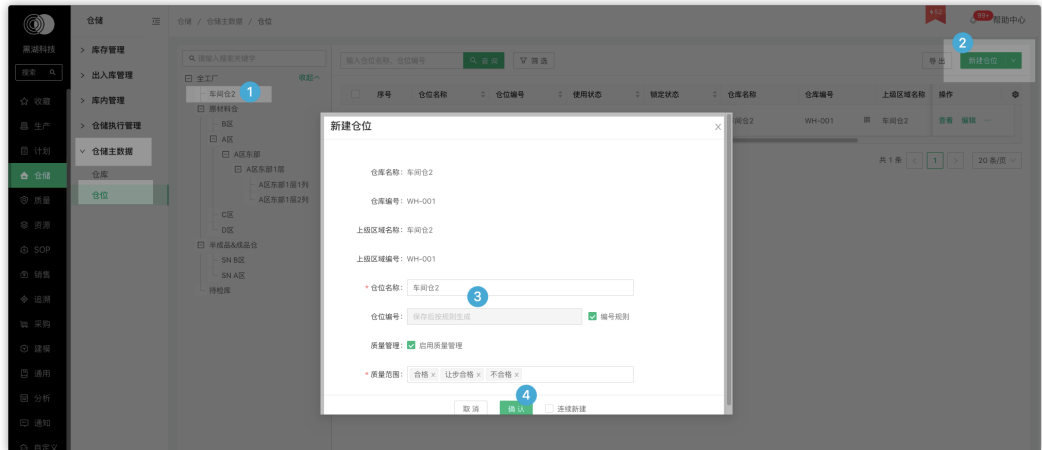 仓储
仓储 / 仓储主数据 / 仓位
+52
99+
帮助中心
黑湖科技
搜索
收藏
生产
计划
仓储
质量
资源
SOP
销售
追溯
采购
建模
通用
分析
通知
自定义
库存管理
出入库管理
库内管理
仓储执行管理
仓储主数据
仓库
仓位
请输入搜索关键字
全工厂
收起
车间仓2
1
原材料仓
B区
A区
A区东部
A区东部1层
A区东部1层1列
A区东部1层2列
C区
D区
半成品&成品仓
SN B区
SN A区
待检库
输入仓位名称、仓位编号
查询
筛选
2
导出
新建仓位
序号 仓位名称 仓位编号 使用状态 锁定状态 仓库名称 仓库编号 上级区域名称 操作
车间仓2 WH-001 车间仓2 查看 编辑 ···
共1条 < 1 > 20 条/页
新建仓位
仓库名称: 车间仓2
仓库编号: WH-001
上级区域名称: 车间仓2
上级区域编号: WH-001
* 仓位名称: 车间仓2
3
仓位编号: 保存后按规则生成 编号规则
质量管理: 启用质量管理
* 质量范围: 合格 × 让步合格 × 不合格 ×
4
取消 确认 连续新建